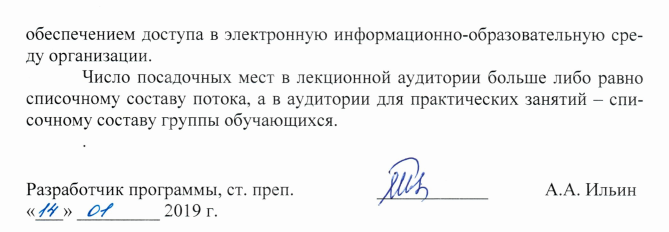 обеспечением доступа в электронную информационно-образовательную сре-
ду организации.
Число посадочных мест в лекционной аудитории больше либо равно
списочному составу потока, а в аудитории для практических занятий – спи-
сочному составу группы обучающихся.
.
Разработчик программы, ст. преп. ____________ А.А. Ильин
«14» 01 2019 г.